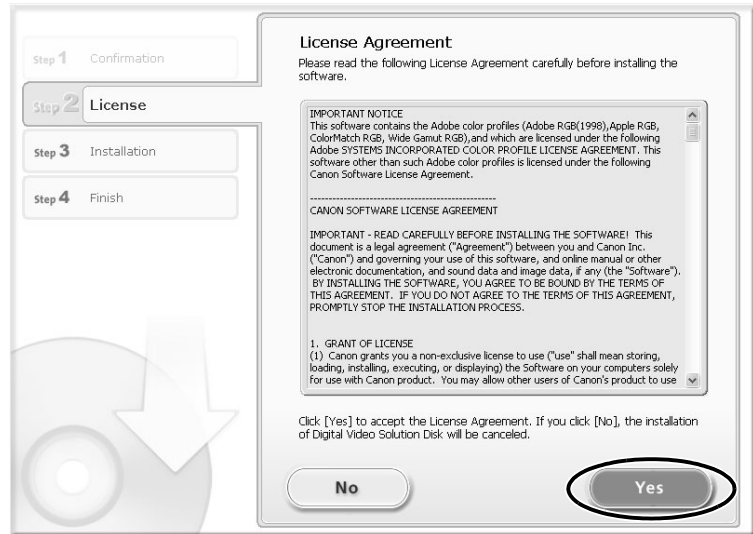 Step 1 Confirmation
Step 2 License
Step 3 Installation
Step 4 Finish
License Agreement
Please read the following License Agreement carefully before installing the
software.
IMPORTANT NOTICE
This software contains the Adobe color profiles (Adobe RGB(1998),Apple RGB,
ColorMatch RGB, Wide Gamut RGB),and which are licensed under the following
Adobe SYSTEMS INCORPORATED COLOR PROFILE LICENSE AGREEMENT. This
software other than such Adobe color profiles is licensed under the following
Canon Software License Agreement.
------------------------------------------------
CANON SOFTWARE LICENSE AGREEMENT
IMPORTANT - READ CAREFULLY BEFORE INSTALLING THE SOFTWARE! This
document is a legal agreement ("Agreement") between you and Canon Inc.
("Canon") and governing your use of this software, and online manual or other
electronic documentation, and sound data and image data, if any (the "Software").
BY INSTALLING THE SOFTWARE, YOU AGREE TO BE BOUND BY THE TERMS OF
THIS AGREEMENT. IF YOU DO NOT AGREE TO THE TERMS OF THIS AGREEMENT,
PROMPTLY STOP THE INSTALLATION PROCESS.
1. GRANT OF LICENSE
(1) Canon grants you a non-exclusive license to use ("use" shall mean storing,
loading, installing, executing, or displaying) the Software on your computers solely
for use with Canon product. You may allow other users of Canon's product to use
Click [Yes] to accept the License Agreement. If you click [No], the installation
of Digital Video Solution Disk will be canceled.
No
Yes